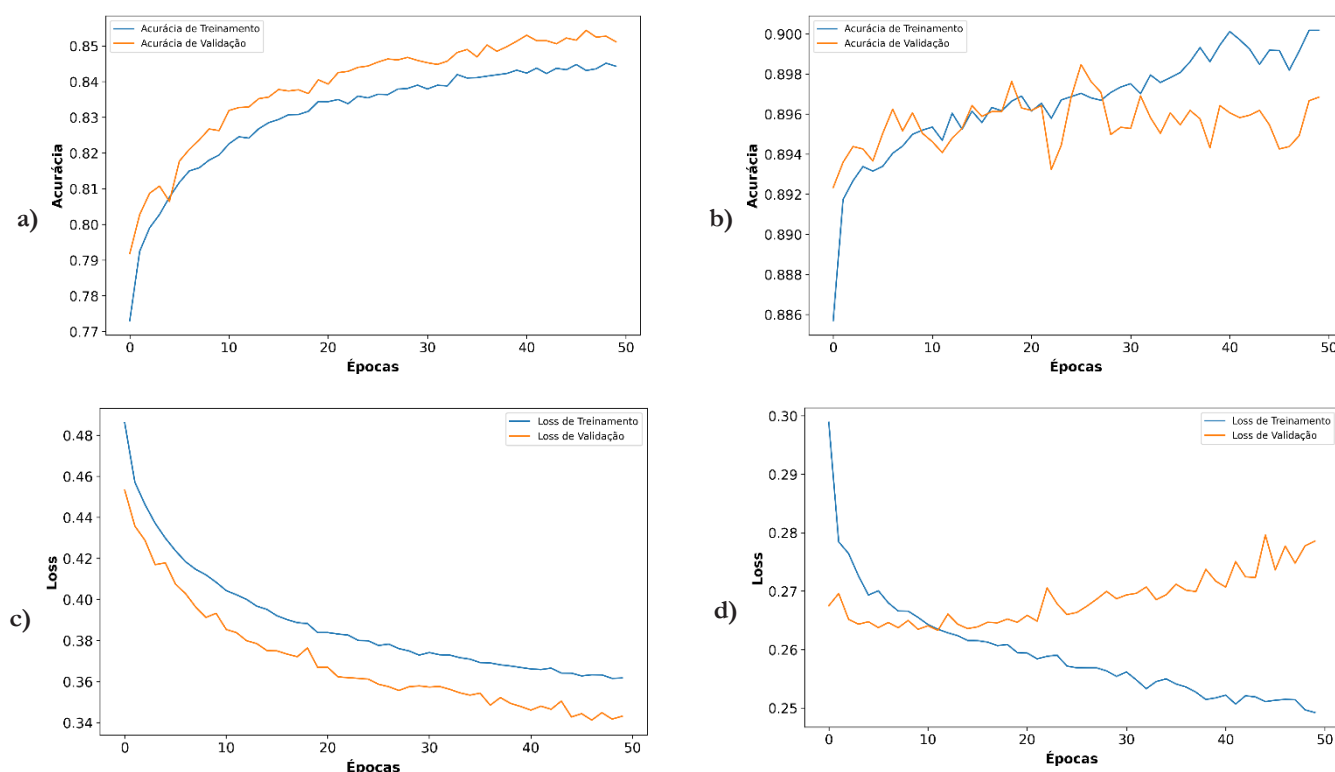 a)
Acurácia
0.85
0.84
0.83
0.82
0.81
0.80
0.79
0.78
0.77
Acurácia de Treinamento
Acurácia de Validação
0 10 20 30 40 50
Épocas
b)
Acurácia
0.900
0.898
0.896
0.894
0.892
0.890
0.888
0.886
Acurácia de Treinamento
Acurácia de Validação
0 10 20 30 40 50
Épocas
c)
Loss
0.48
0.46
0.44
0.42
0.40
0.38
0.36
0.34
Loss de Treinamento
Loss de Validação
0 10 20 30 40 50
Épocas
d)
Loss
0.30
0.29
0.28
0.27
0.26
0.25
Loss de Treinamento
Loss de Validação
0 10 20 30 40 50
Épocas